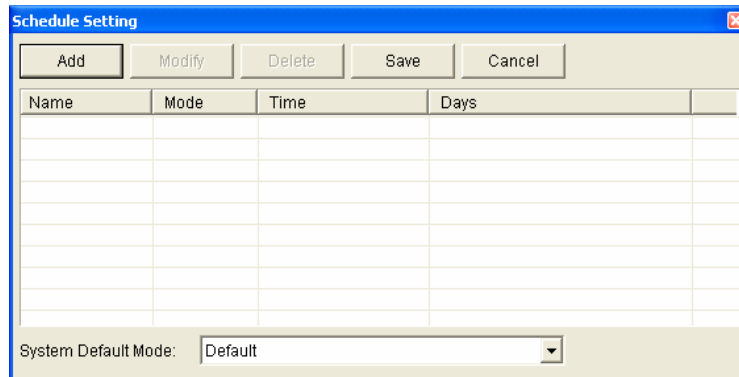 Schedule Setting
Add Modify Delete Save Cancel
Name Mode Time Days
System Default Mode: Default